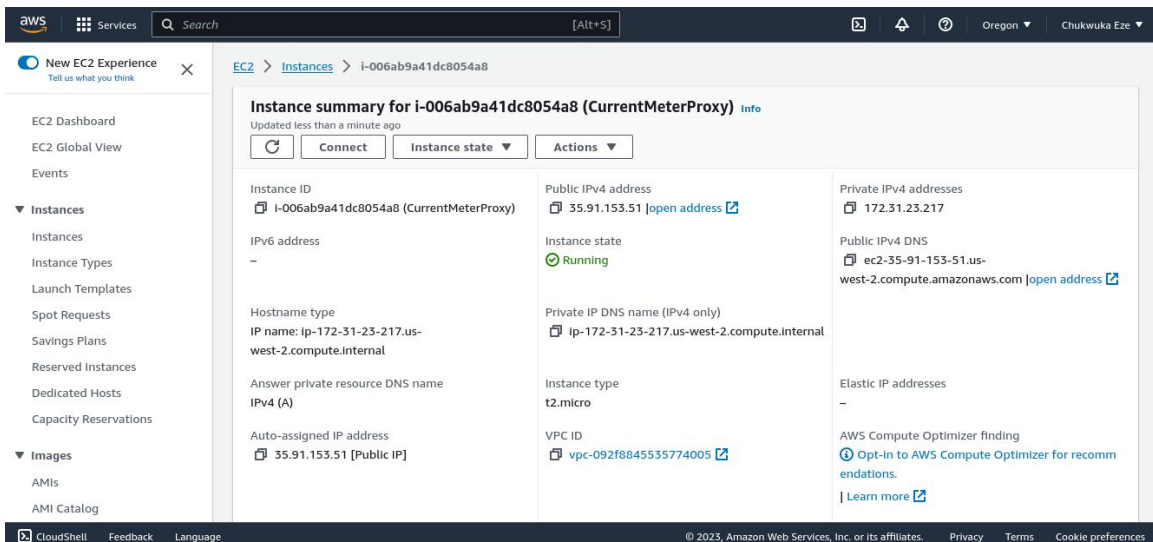 aws
Services
Search
[Alt+S]
Oregon ▼
Chukwuka Eze ▼
New EC2 Experience
Tell us what you think
EC2 Dashboard
EC2 Global View
Events
▼ Instances
Instances
Instance Types
Launch Templates
Spot Requests
Savings Plans
Reserved Instances
Dedicated Hosts
Capacity Reservations
▼ Images
AMIs
AMI Catalog
EC2 > Instances > i-006ab9a41dc8054a8
Instance summary for i-006ab9a41dc8054a8 (CurrentMeterProxy) Info
Updated less than a minute ago
Connect
Instance state ▼
Actions ▼
Instance ID
i-006ab9a41dc8054a8 (CurrentMeterProxy)
Public IPv4 address
35.91.153.51 |open address
Private IPv4 addresses
172.31.23.217
IPv6 address
–
Instance state
Running
Public IPv4 DNS
ec2-35-91-153-51.us-
west-2.compute.amazonaws.com |open address
Hostname type
IP name: ip-172-31-23-217.us-
west-2.compute.internal
Private IP DNS name (IPv4 only)
ip-172-31-23-217.us-west-2.compute.internal
Answer private resource DNS name
IPv4 (A)
Instance type
t2.micro
Elastic IP addresses
–
Auto-assigned IP address
35.91.153.51 [Public IP]
VPC ID
vpc-092f8845535774005
AWS Compute Optimizer finding
Opt-in to AWS Compute Optimizer for recomm
endations.
| Learn more
CloudShell
Feedback
Language
© 2023, Amazon Web Services, Inc. or its affiliates.
Privacy
Terms
Cookie preferences